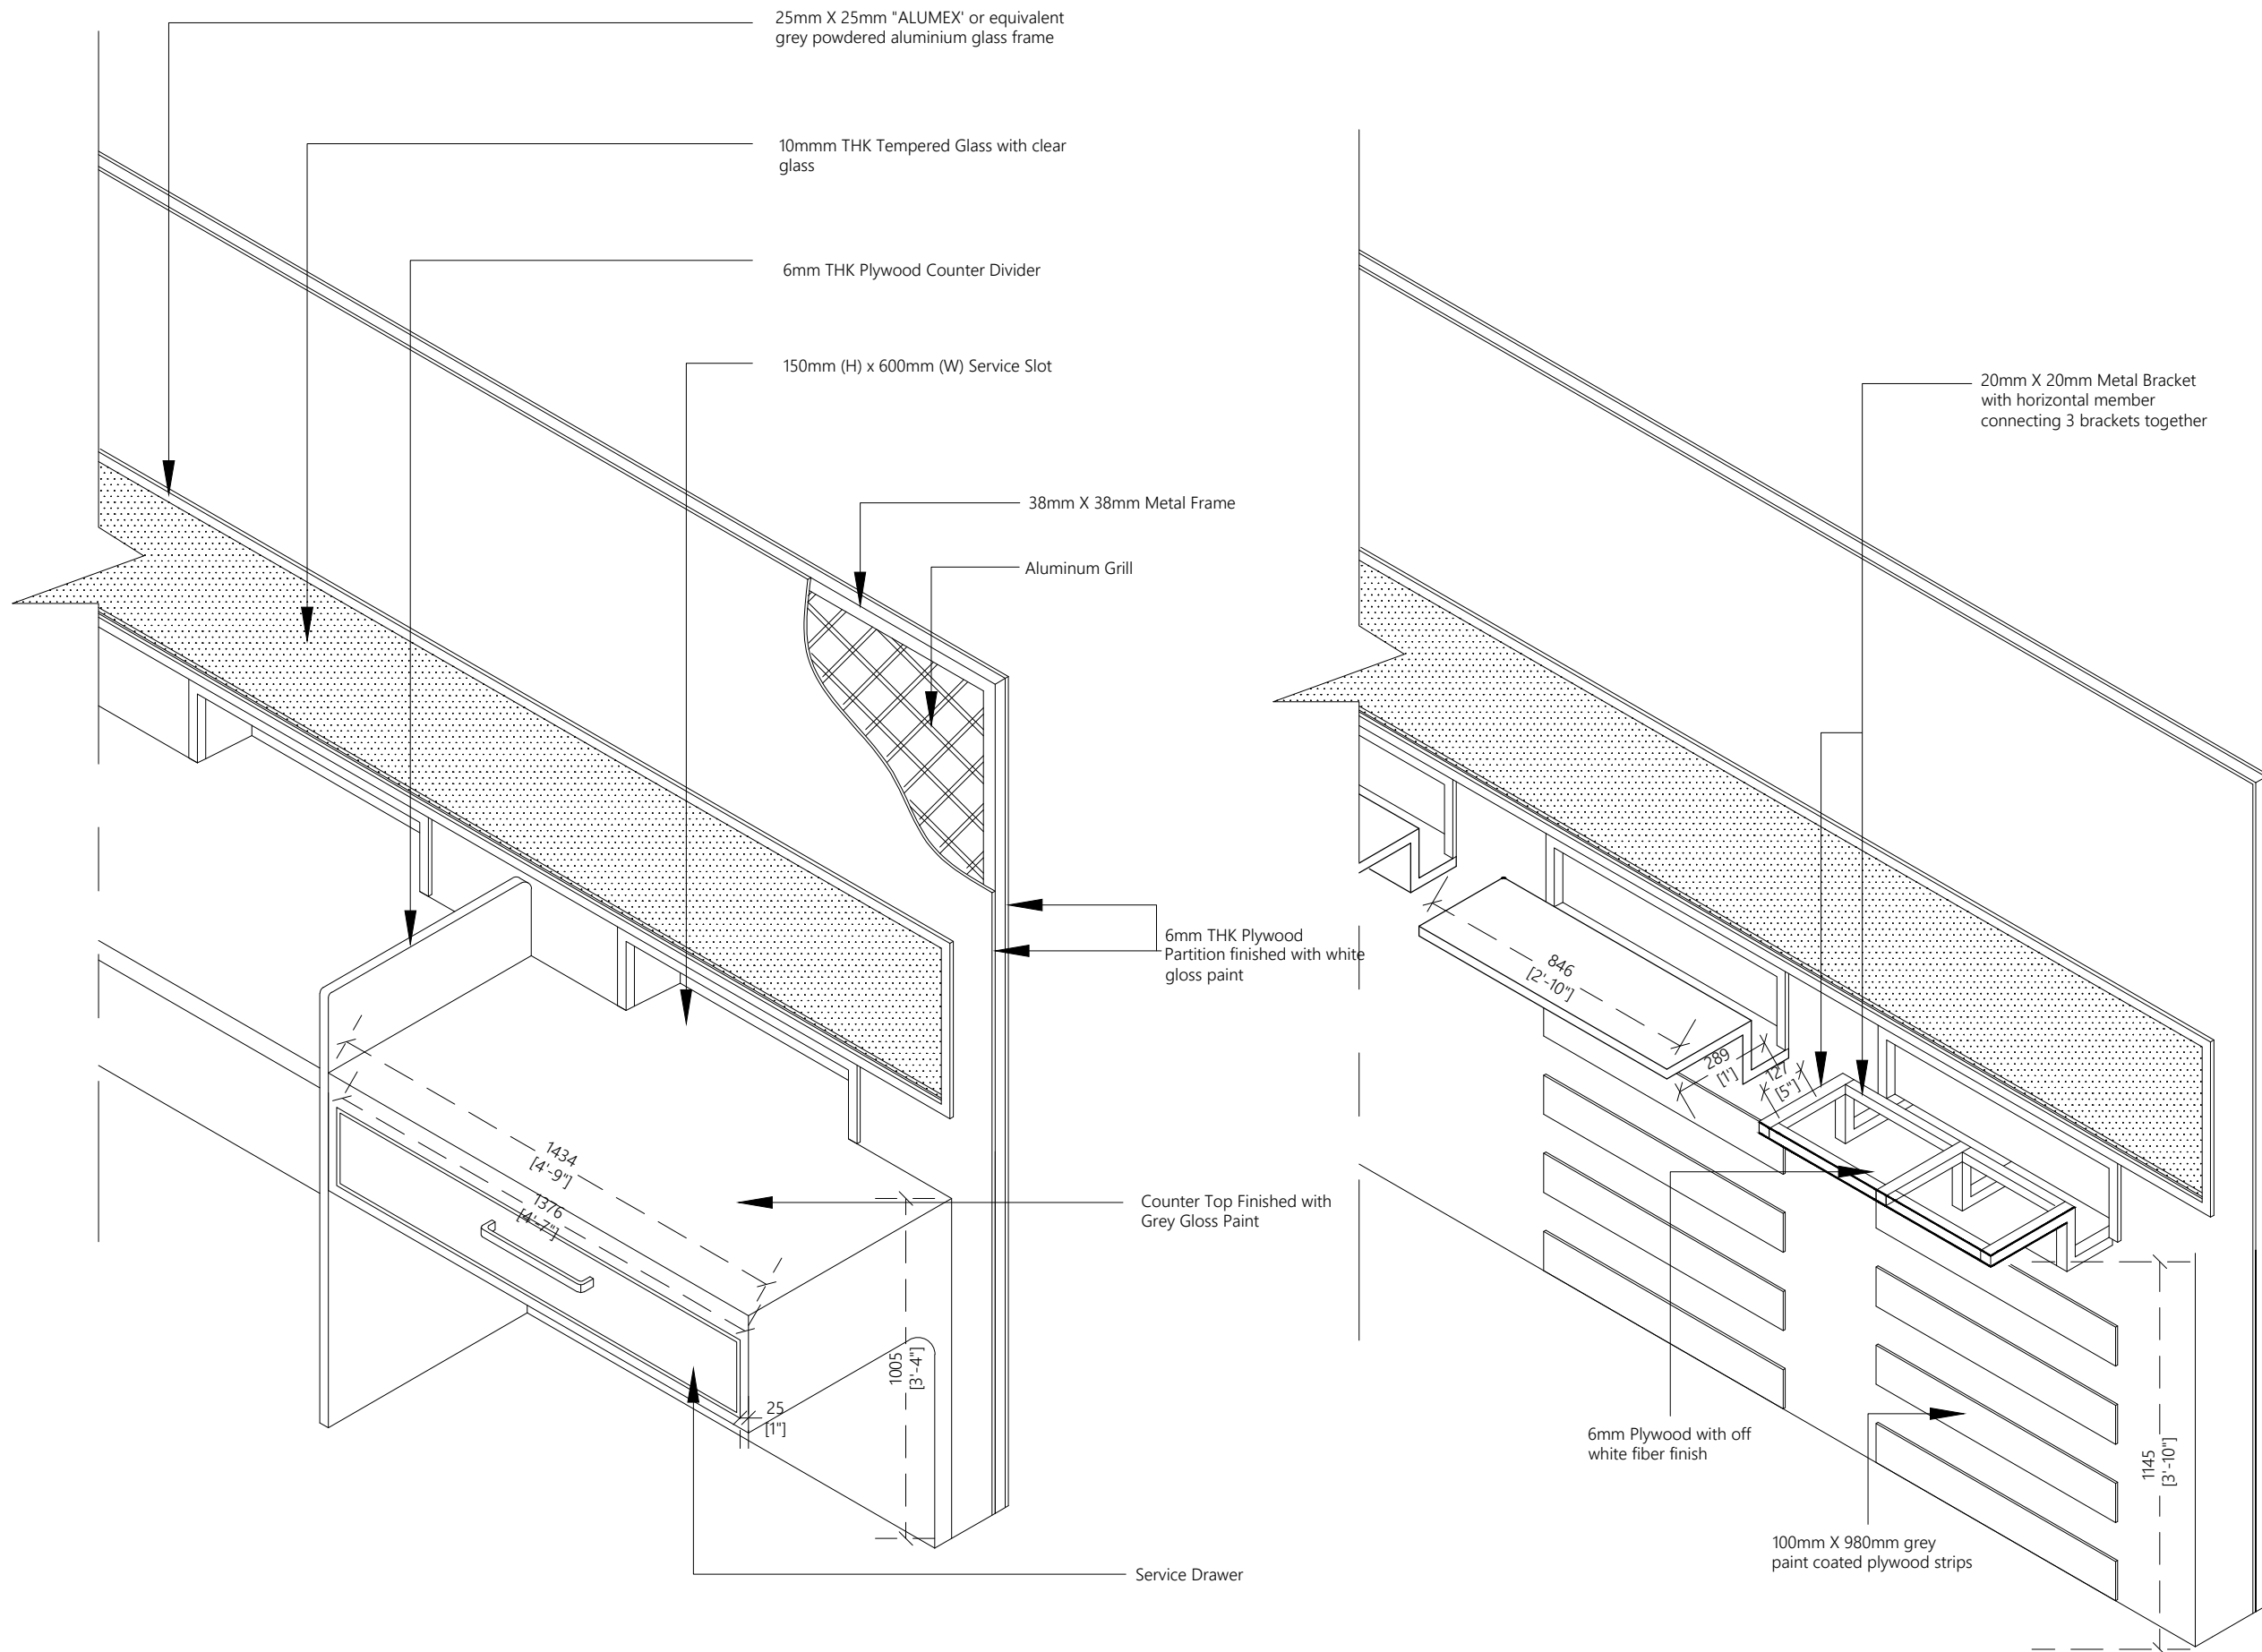 25mm X 25mm "ALUMEX' or equivalent
grey powdered aluminium glass frame
10mmm THK Tempered Glass with clear
glass
6mm THK Plywood Counter Divider
150mm (H) x 600mm (W) Service Slot
38mm X 38mm Metal Frame
Aluminum Grill
6mm THK Plywood
Partition finished with white
gloss paint
1434
[4'-9"]
1376
[4'-7"]
Counter Top Finished with
Grey Gloss Paint
1005
[3'-4"]
25
[1"]
Service Drawer
20mm X 20mm Metal Bracket
with horizontal member
connecting 3 brackets together
846
[2'-10"]
289
[1']
127
[5"]
6mm Plywood with off
white fiber finish
1145
[3'-10"]
100mm X 980mm grey
paint coated plywood strips